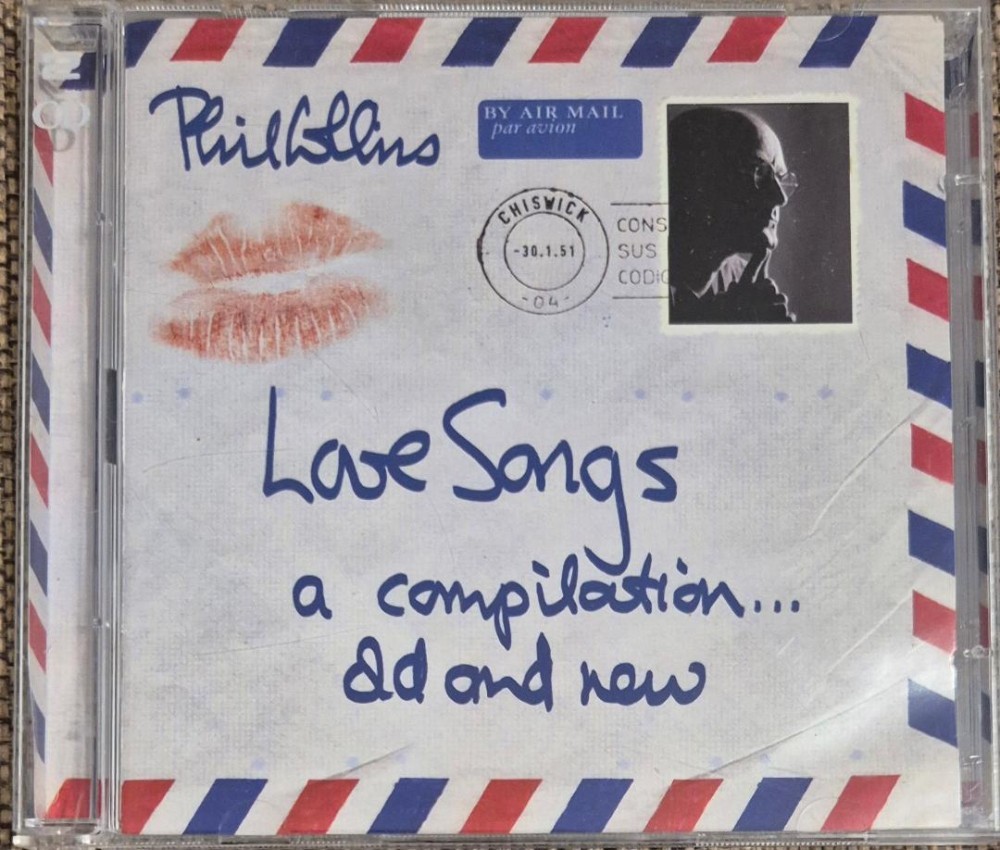 Phil Collins
BY AIR MAIL
par avion
CHISWICK
-30.1.51
-04-
CONS
SUS
CODIC
Love Songs
a compilation...
old and new